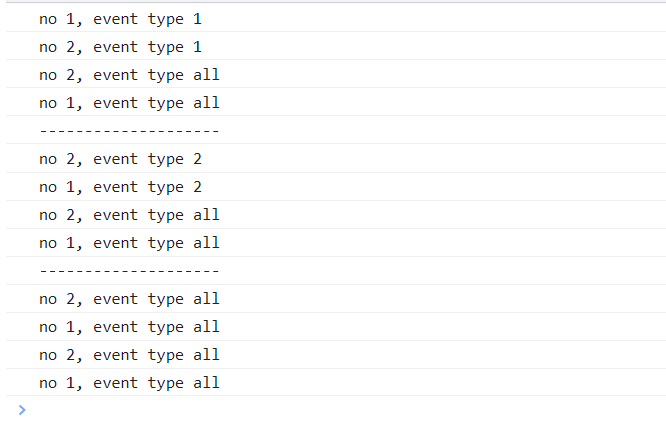 no 1, event type 1
no 2, event type 1
no 2, event type all
no 1, event type all
--------------------
no 2, event type 2
no 1, event type 2
no 2, event type all
no 1, event type all
--------------------
no 2, event type all
no 1, event type all
no 2, event type all
no 1, event type all
>